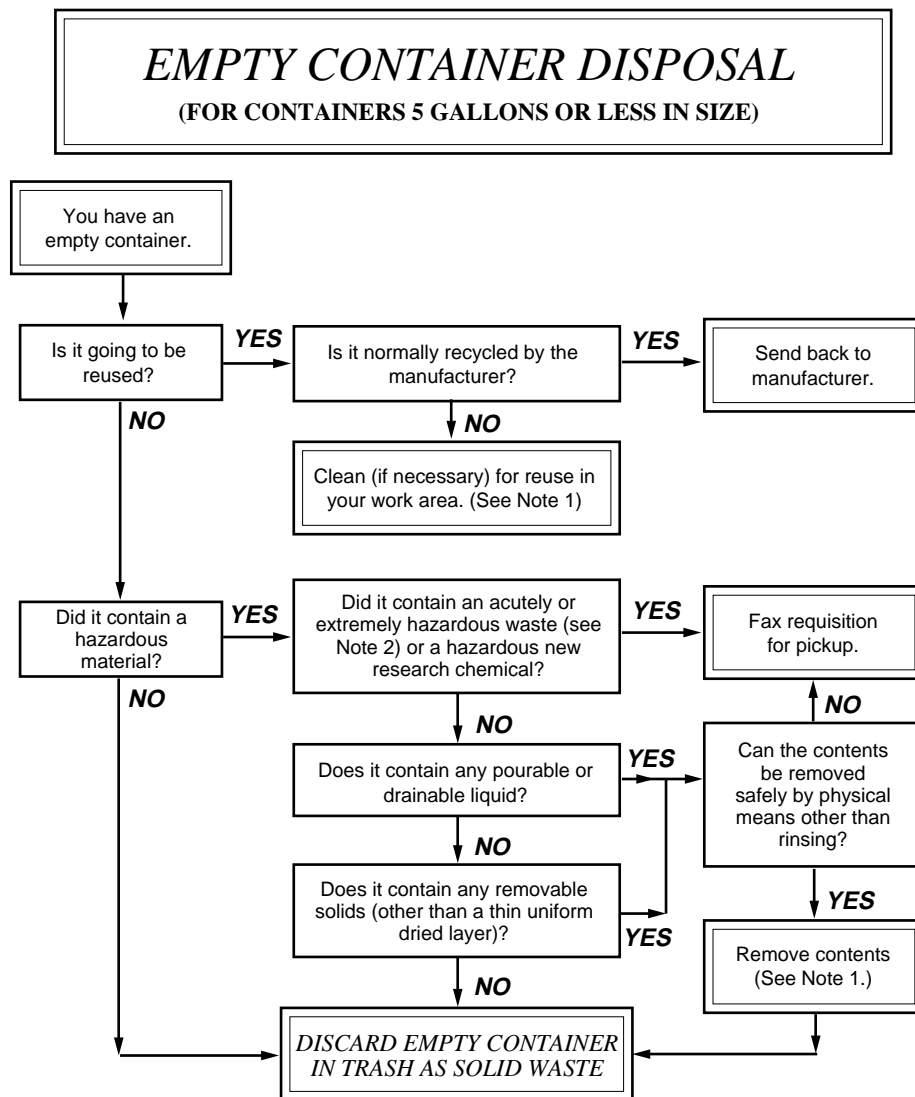 EMPTY CONTAINER DISPOSAL
(FOR CONTAINERS 5 GALLONS OR LESS IN SIZE)
You have an
empty container.
Is it going to be
reused?
YES
Is it normally recycled by the
manufacturer?
YES
Send back to
manufacturer.
NO
NO
Clean (if necessary) for reuse in
your work area. (See Note 1)
Did it contain a
hazardous
material?
YES
Did it contain an acutely or
extremely hazardous waste (see
Note 2) or a hazardous new
research chemical?
YES
Fax requisition
for pickup.
NO
NO
NO
Does it contain any pourable or
drainable liquid?
YES
Can the contents
be removed
safely by physical
means other than
rinsing?
NO
Does it contain any removable
solids (other than a thin uniform
dried layer)?
YES
YES
Remove contents
(See Note 1.)
NO
DISCARD EMPTY CONTAINER
IN TRASH AS SOLID WASTE